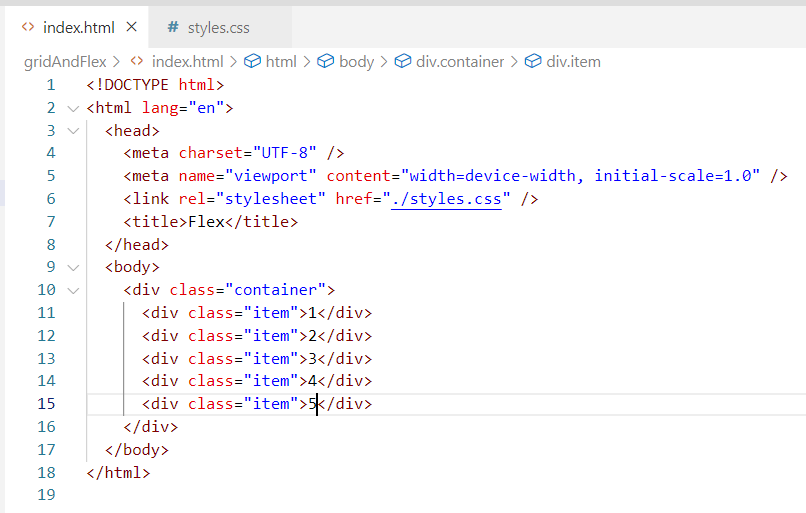 index.html
# styles.css
gridAndFlex > index.html > html > body > div.container > div.item
1 <!DOCTYPE html>
2 <html lang="en">
3 <head>
4 <meta charset="UTF-8" />
5 <meta name="viewport" content="width=device-width, initial-scale=1.0" />
6 <link rel="stylesheet" href="./styles.css" />
7 <title>Flex</title>
8 </head>
9 <body>
10 <div class="container">
11 <div class="item">1</div>
12 <div class="item">2</div>
13 <div class="item">3</div>
14 <div class="item">4</div>
15 <div class="item">5</div>
16 </div>
17 </body>
18 </html>
19